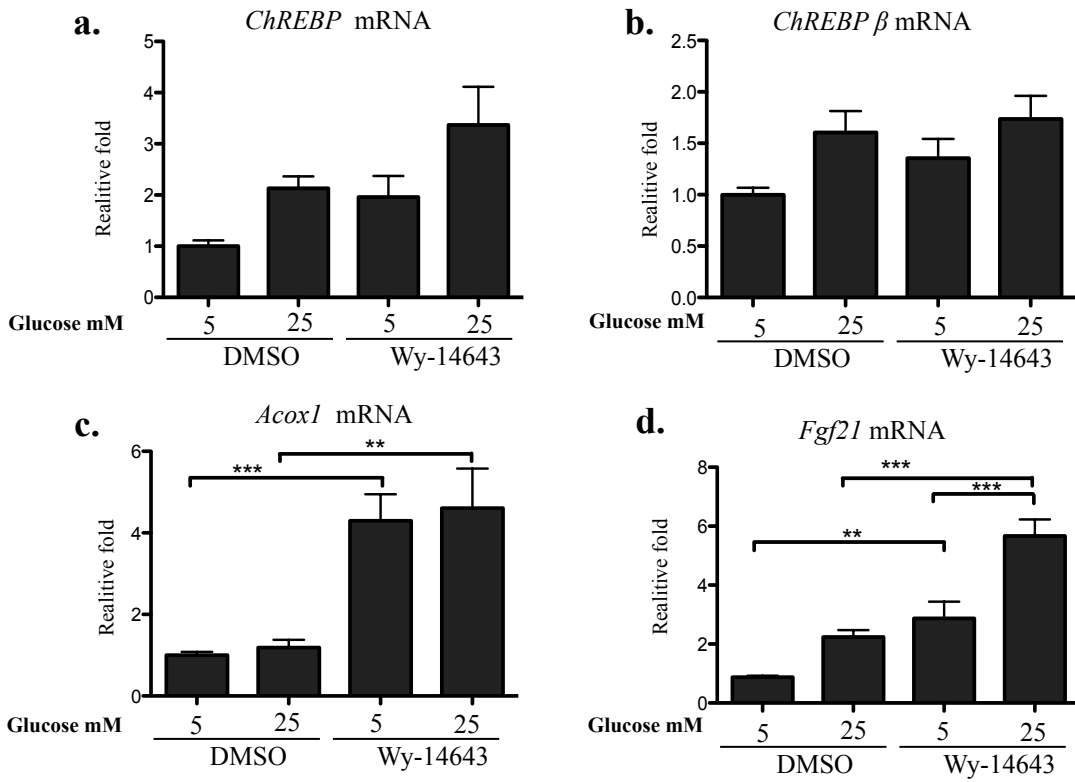 a.
ChREBP mRNA
Realitive fold
5
4
3
2
1
0
Glucose mM
5 25 5 25
DMSO Wy-14643
b.
ChREBP β mRNA
Realitive fold
2.5
2.0
1.5
1.0
0.5
0.0
5 25 5 25
Glucose mM
DMSO Wy-14643
c.
Acox1 mRNA
Realitive fold
6
4
2
0
**
***
Glucose mM
5 25 5 25
DMSO Wy-14643
d.
Fgf21 mRNA
Realitive fold
8
6
4
2
0
***
***
**
Glucose mM
5 25 5 25
DMSO Wy-14643